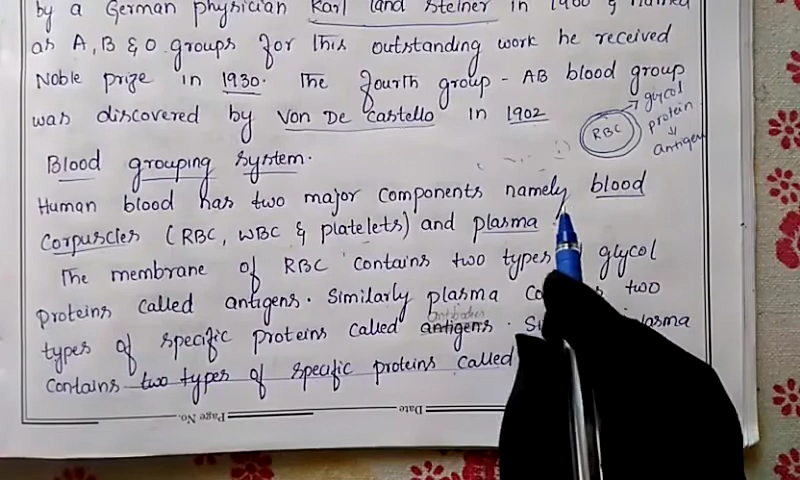 by a German physician Karl land Steiner in 1900 & named
as A, B & O groups for this outstanding work he received
Noble prize in 1930. The fourth group - AB blood group
was discovered by Von De Castello in 1902
RBC
glycol
protein
antigen
Blood grouping system.
Human blood has two major components namely blood
Corpuscles (RBC, WBC & platelets) and plasma
The membrane of RBC contains two types glycol
proteins called antigens. Similarly plasma two
antibodies
types of specific proteins called antigens. plasma
contains two types of specific proteins called
Page No.
Date